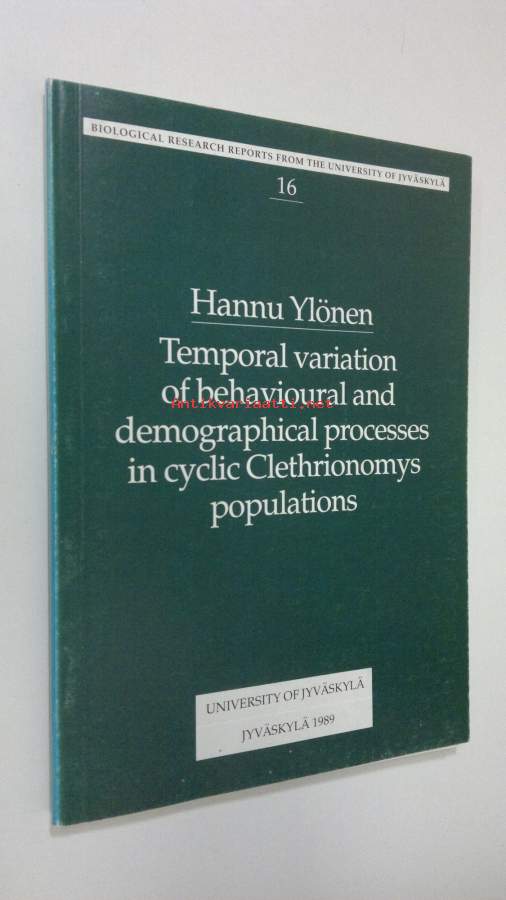 BIOLOGICAL RESEARCH REPORTS FROM THE UNIVERSITY OF JYVÄSKYLÄ
16
Hannu Ylönen
Temporal variation
of behavioural and
antikvariaatti.net
demographical processes
in cyclic Clethrionomys
populations
UNIVERSITY OF JYVÄSKYLÄ
JYVÄSKYLÄ 1989